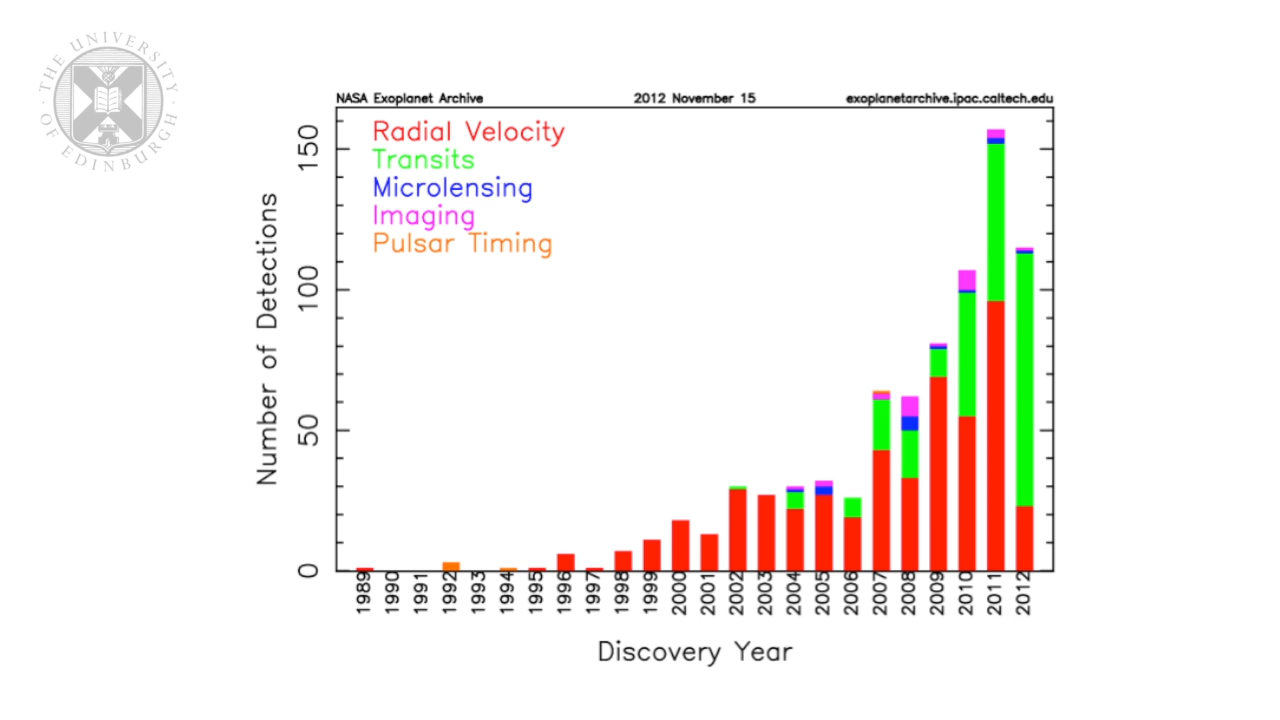 THE UNIVERSITY OF EDINBURGH
NASA Exoplanet Archive 2012 November 15 exoplanetarchive.ipac.caltech.edu
Radial Velocity
Transits
Microlensing
Imaging
Pulsar Timing
Number of Detections
150
100
50
0
1989 1990 1991 1992 1993 1994 1995 1996 1997 1998 1999 2000 2001 2002 2003 2004 2005 2006 2007 2008 2009 2010 2011 2012
Discovery Year